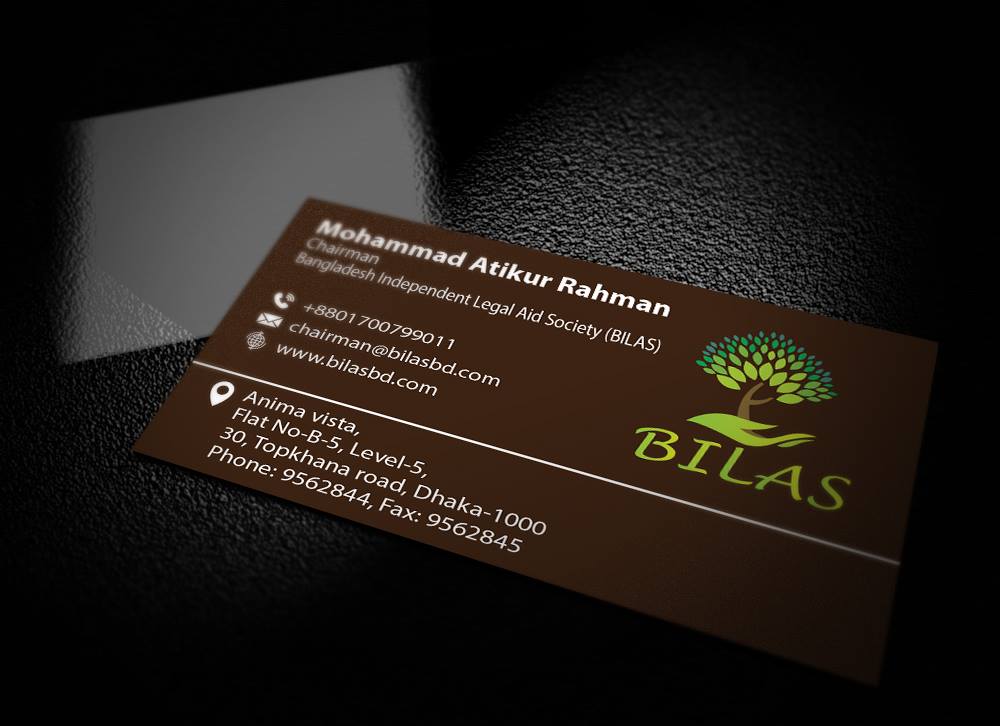 Mohammad Atikur Rahman
Chairman
Bangladesh Independent Legal Aid Society (BILAS)
+8801700799011
chairman@bilasbd.com
www.bilasbd.com
Anima vista,
Flat No-B-5, Level-5,
30, Topkhana road, Dhaka-1000
Phone: 9562844, Fax: 9562845
BILAS